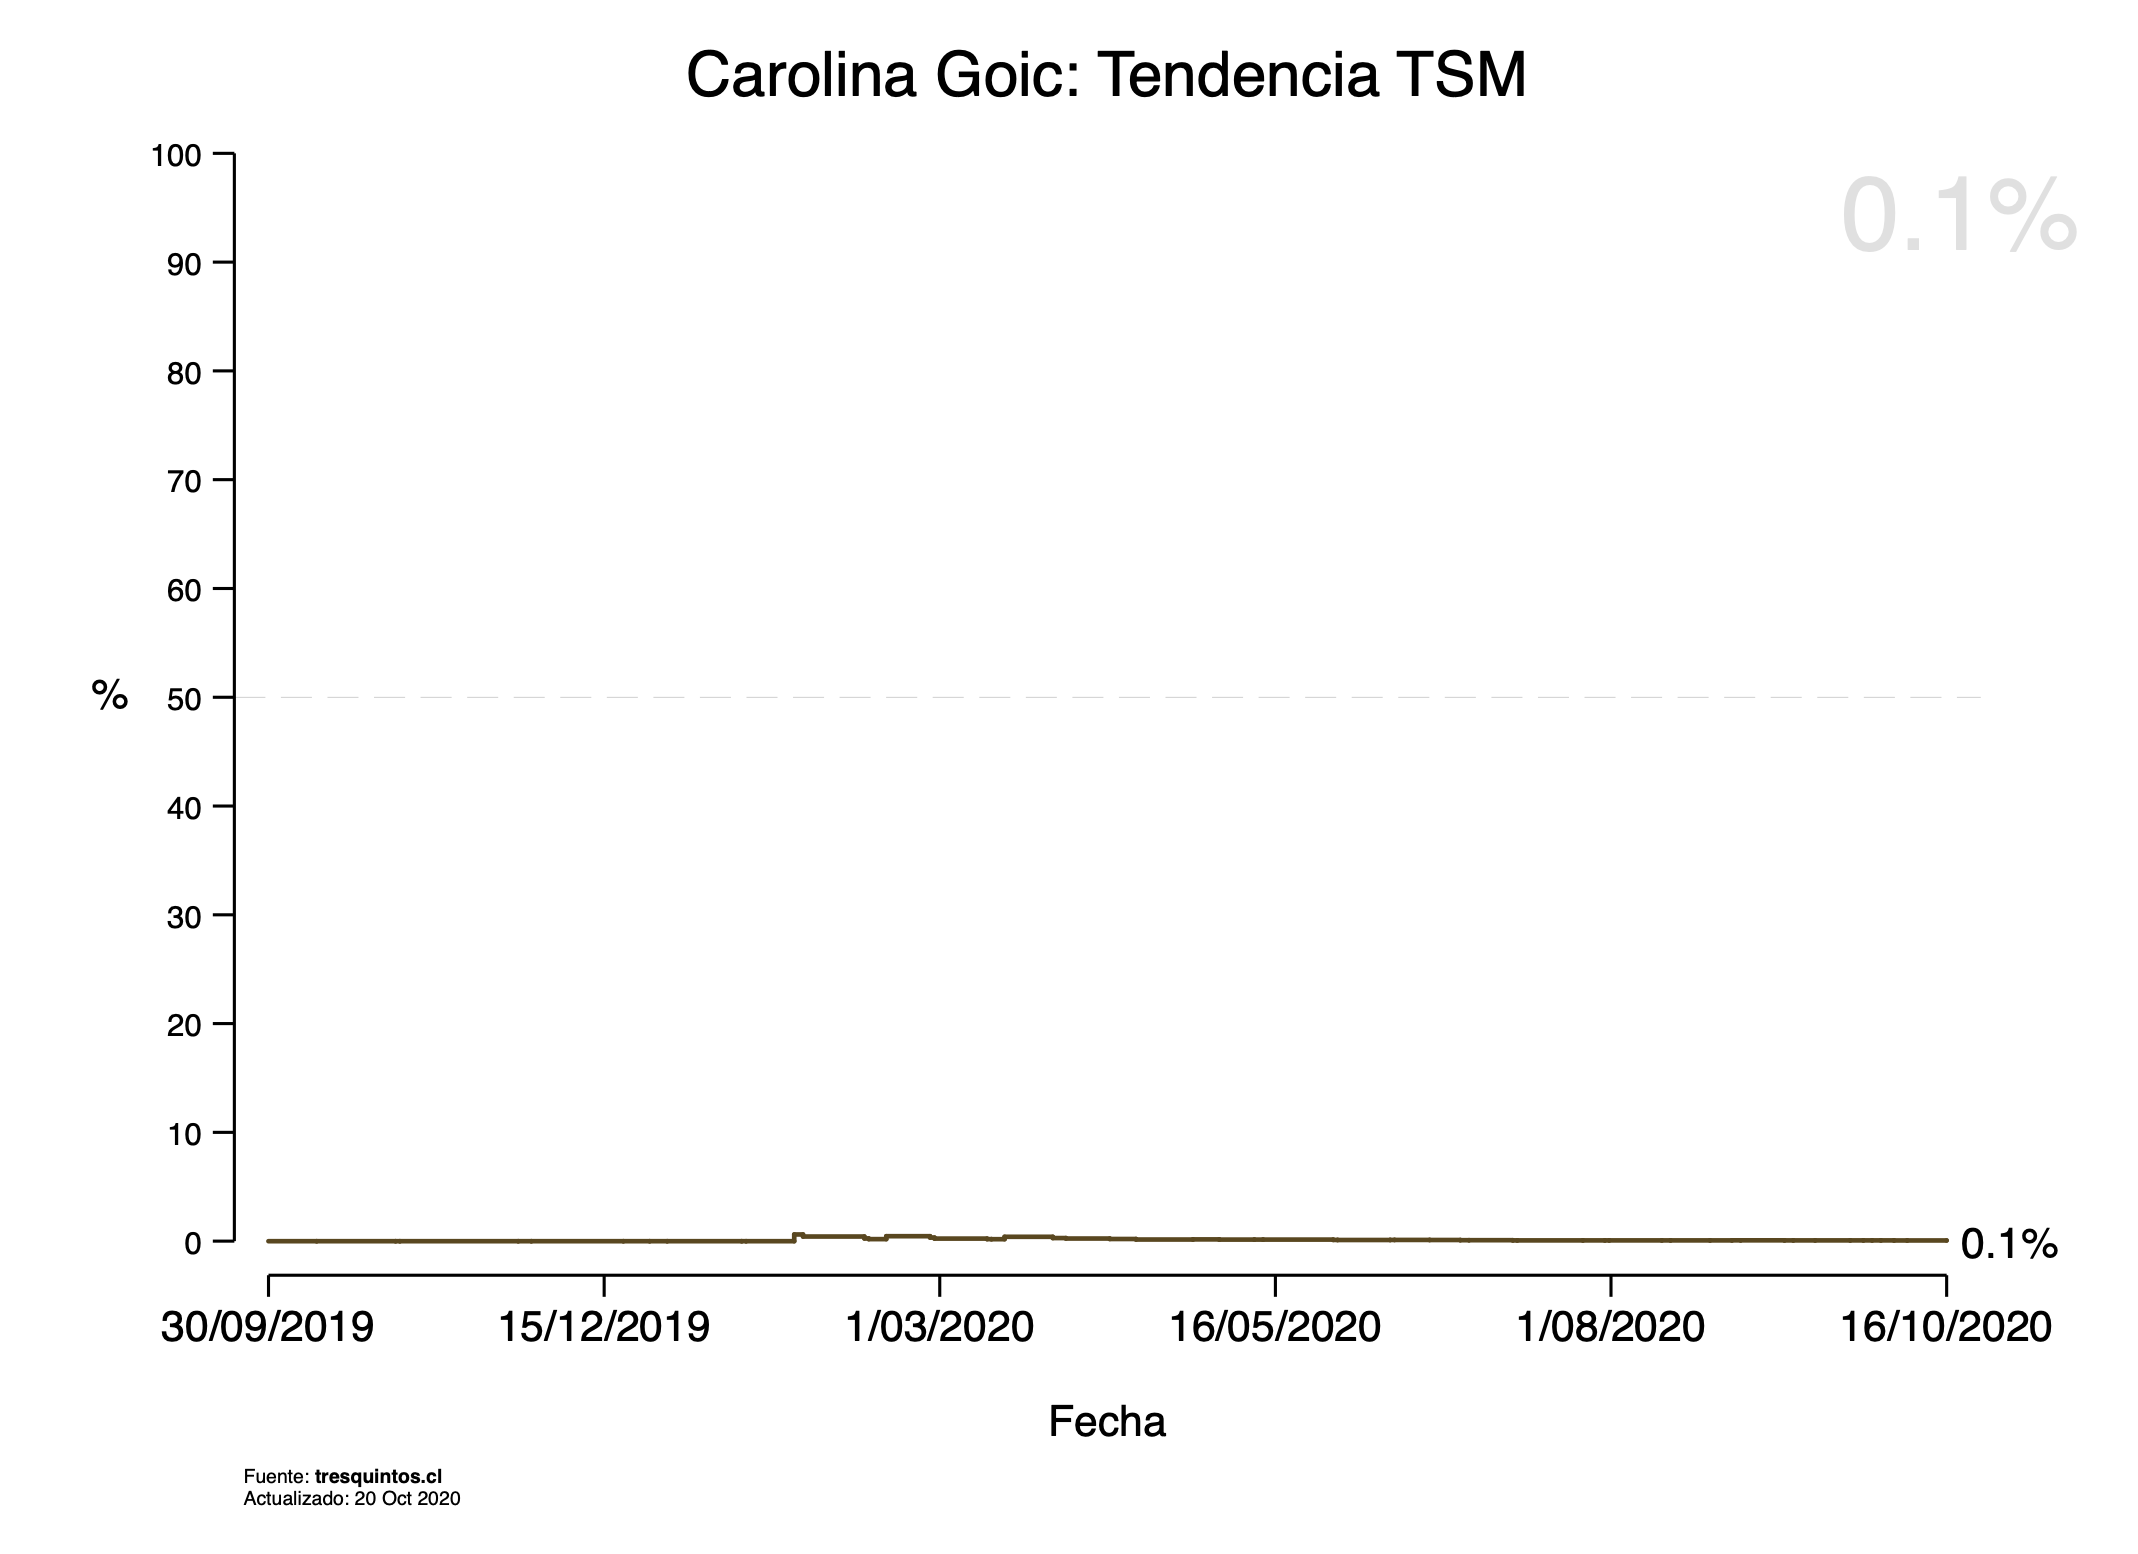 Carolina Goic: Tendencia TSM
0.1%
100
90
80
70
60
50
40
30
20
10
0
%
0.1%
30/09/2019 15/12/2019 1/03/2020 16/05/2020 1/08/2020 16/10/2020
Fecha
Fuente: tresquintos.cl
Actualizado: 20 Oct 2020